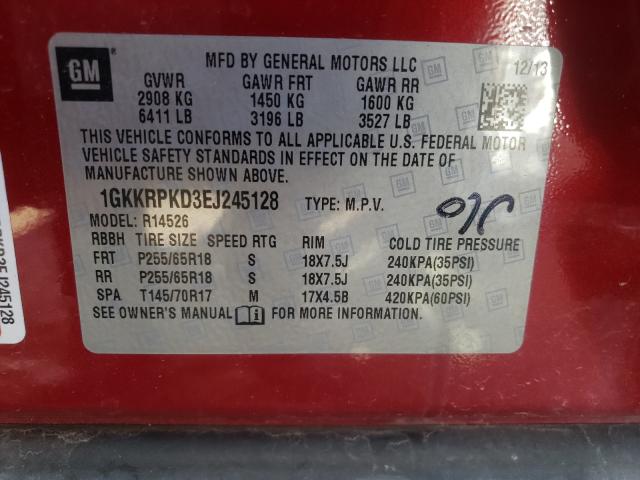 GM
MFD BY GENERAL MOTORS LLC
12/13
GVWR GAWR FRT GAWR RR
2908 KG 1450 KG 1600 KG
6411 LB 3196 LB 3527 LB
THIS VEHICLE CONFORMS TO ALL APPLICABLE U.S. FEDERAL MOTOR
VEHICLE SAFETY STANDARDS IN EFFECT ON THE DATE OF
MANUFACTURE SHOWN ABOVE.
1GKKRPKD3EJ245128 TYPE: M.P.V.
MODEL: R14526
RBBH TIRE SIZE SPEED RTG RIM COLD TIRE PRESSURE
FRT P255/65R18 S 18X7.5J 240KPA(35PSI)
RR P255/65R18 S 18X7.5J 240KPA(35PSI)
SPA T145/70R17 M 17X4.5B 420KPA(60PSI)
SEE OWNER'S MANUAL FOR MORE INFORMATION.